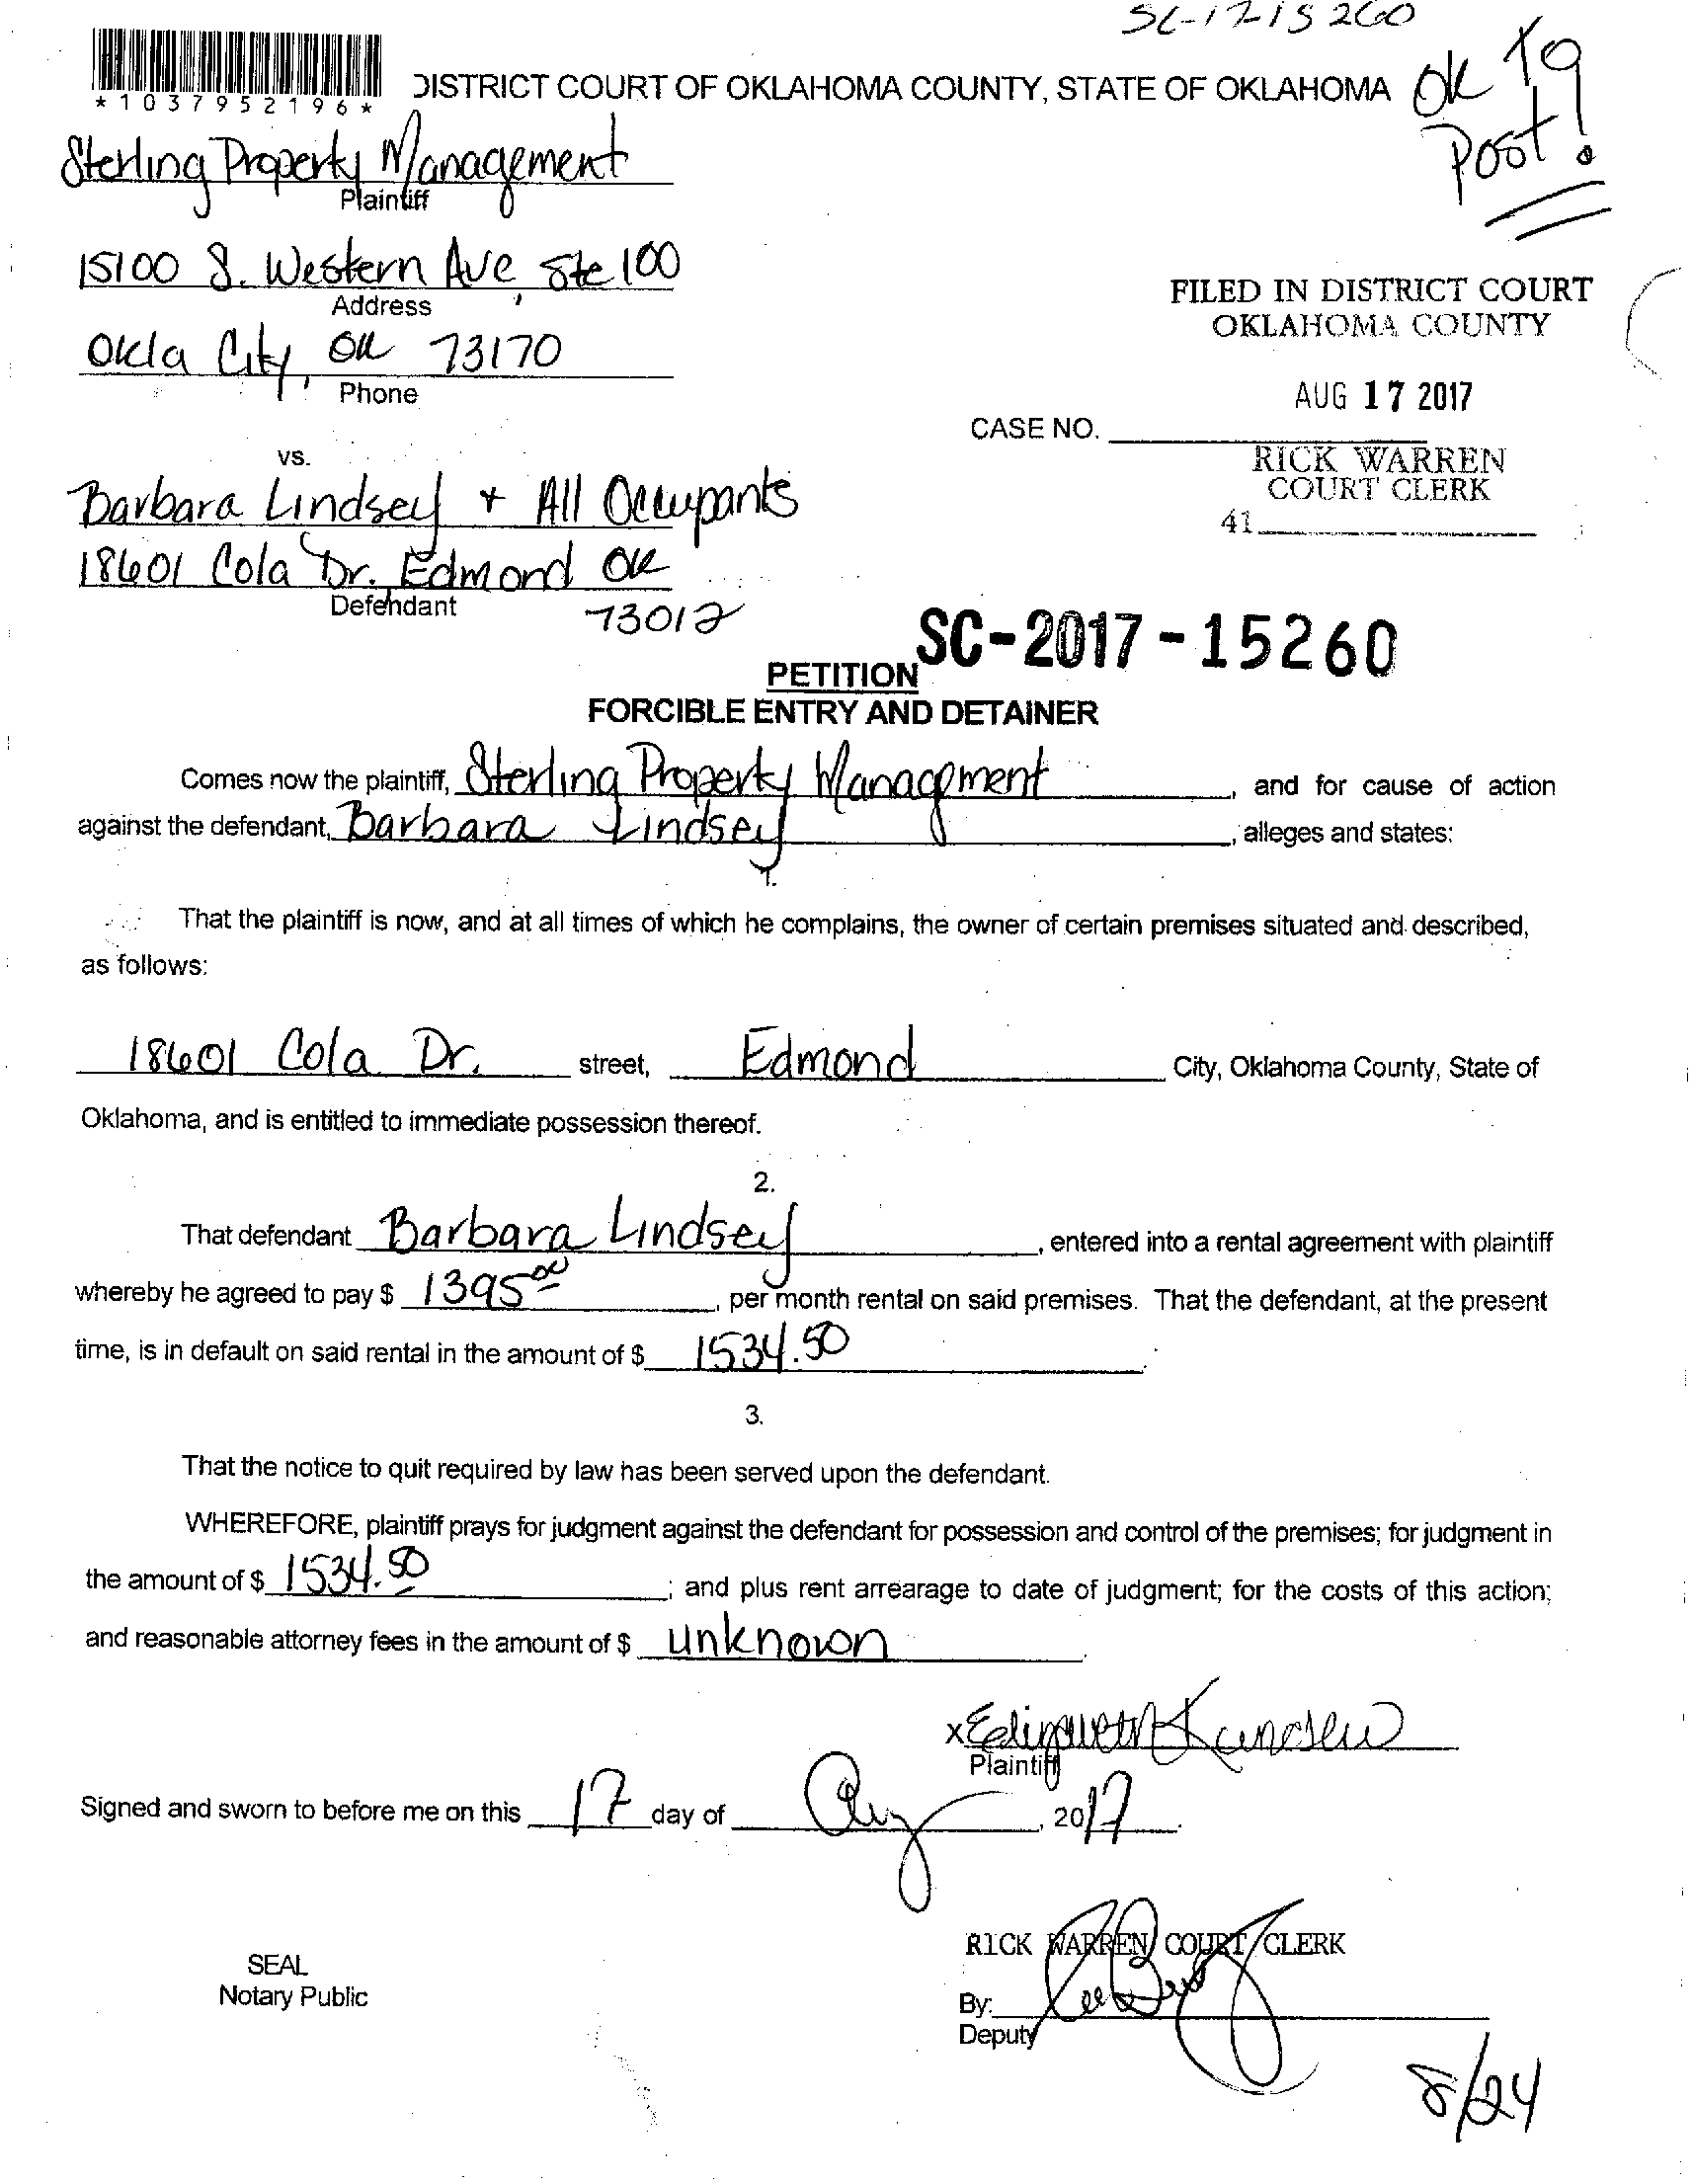 SC-1215260
*1037952196*
DISTRICT COURT OF OKLAHOMA COUNTY, STATE OF OKLAHOMA
OK to
Post!
Sterling Property Management
Plaintiff
15100 S. Western Ave, Ste 100
Address
Okla City, OK 73170
Phone
FILED IN DISTRICT COURT
OKLAHOMA COUNTY
AUG 17 2017
CASE NO.
RICK WARREN
COURT CLERK
41
vs.
Barbara Lindsey + All Occupants
18601 Cola Dr. Edmond OK
Defendant
73012
SC-2017-15260
PETITION
FORCIBLE ENTRY AND DETAINER
Comes now the plaintiff, Sterling Property Management, and for cause of action
against the defendant, Barbara Lindsey, alleges and states:
1.
That the plaintiff is now, and at all times of which he complains, the owner of certain premises situated and described,
as follows:
18601 Cola Dr. street, Edmond City, Oklahoma County, State of
Oklahoma, and is entitled to immediate possession thereof.
2.
That defendant Barbara Lindsey, entered into a rental agreement with plaintiff
whereby he agreed to pay $ 1395 00, per month rental on said premises. That the defendant, at the present
time, is in default on said rental in the amount of $ 1534.50.
3.
That the notice to quit required by law has been served upon the defendant.
WHEREFORE, plaintiff prays for judgment against the defendant for possession and control of the premises; for judgment in
the amount of $ 1534.50; and plus rent arrearage to date of judgment; for the costs of this action;
and reasonable attorney fees in the amount of $ unknown.
x
Plaintiff
Signed and sworn to before me on this 17 day of Aug, 2017.
RICK WARREN COURT CLERK
SEAL
Notary Public
By:
Deputy
8/24